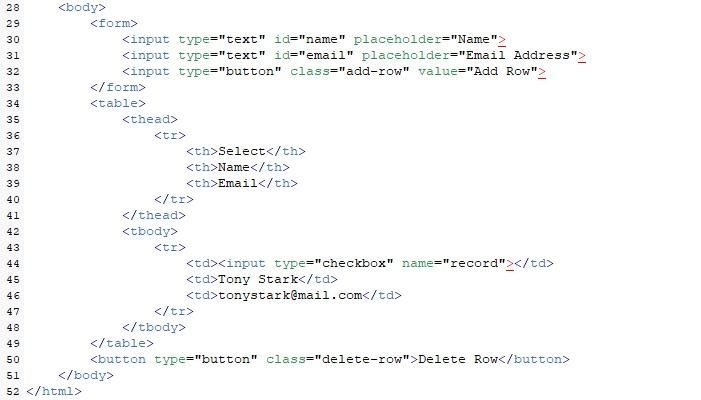 28 <body>
29 <form>
30 <input type="text" id="name" placeholder="Name">
31 <input type="text" id="email" placeholder="Email Address">
32 <input type="button" class="add-row" value="Add Row">
33 </form>
34 <table>
35 <thead>
36 <tr>
37 <th>Select</th>
38 <th>Name</th>
39 <th>Email</th>
40 </tr>
41 </thead>
42 <tbody>
43 <tr>
44 <td><input type="checkbox" name="record"></td>
45 <td>Tony Stark</td>
46 <td>tonystark@mail.com</td>
47 </tr>
48 </tbody>
49 </table>
50 <button type="button" class="delete-row">Delete Row</button>
51 </body>
52 </html>